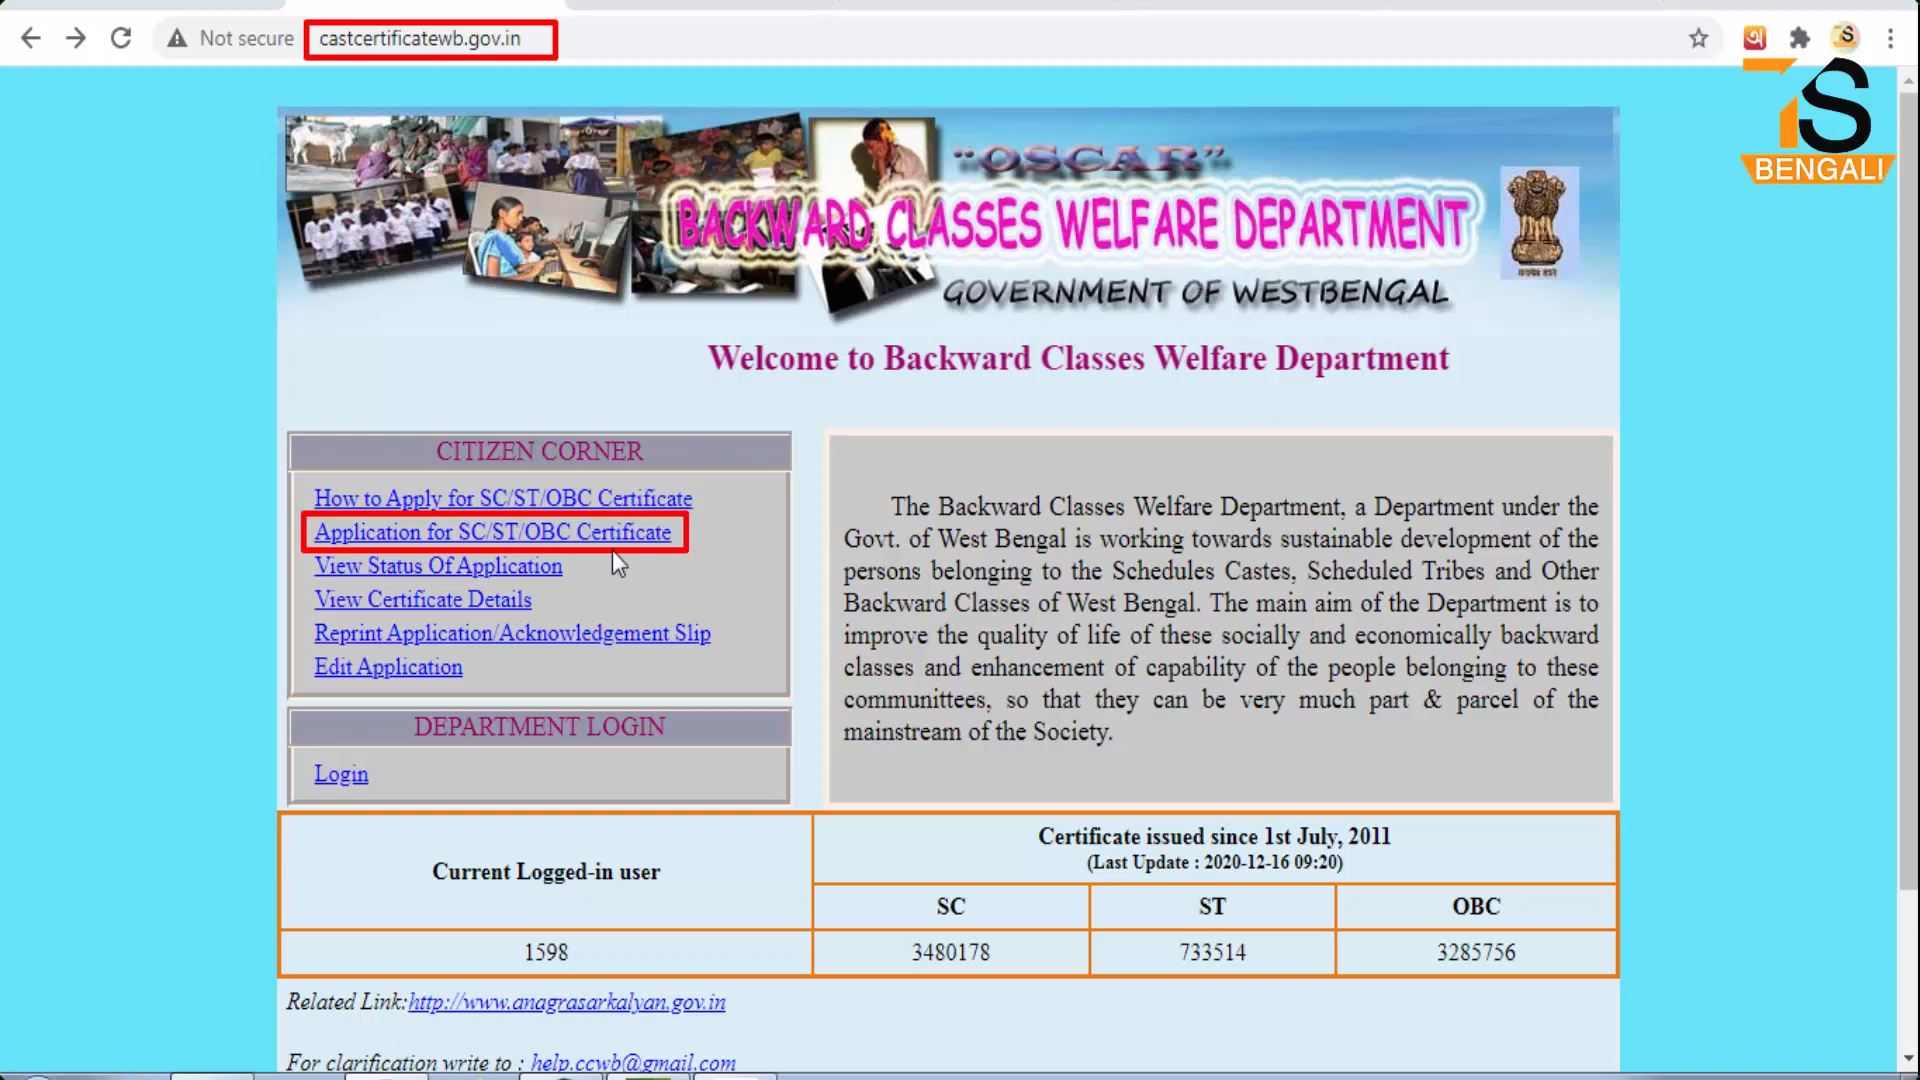 Not secure castcertificatewb.gov.in
BENGALI
"OSCAR"
BACKWARD CLASSES WELFARE DEPARTMENT
GOVERNMENT OF WESTBENGAL
Welcome to Backward Classes Welfare Department
CITIZEN CORNER
How to Apply for SC/ST/OBC Certificate
Application for SC/ST/OBC Certificate
View Status Of Application
View Certificate Details
Reprint Application/Acknowledgement Slip
Edit Application
DEPARTMENT LOGIN
Login
The Backward Classes Welfare Department, a Department under the
Govt. of West Bengal is working towards sustainable development of the
persons belonging to the Schedules Castes, Scheduled Tribes and Other
Backward Classes of West Bengal. The main aim of the Department is to
improve the quality of life of these socially and economically backward
classes and enhancement of capability of the people belonging to these
communittees, so that they can be very much part & parcel of the
mainstream of the Society.
Current Logged-in user
Certificate issued since 1st July, 2011
(Last Update : 2020-12-16 09:20)
SC ST OBC
1598 3480178 733514 3285756
Related Link:http://www.anagrasarkalyan.gov.in
For clarification write to : help.ccwb@gmail.com